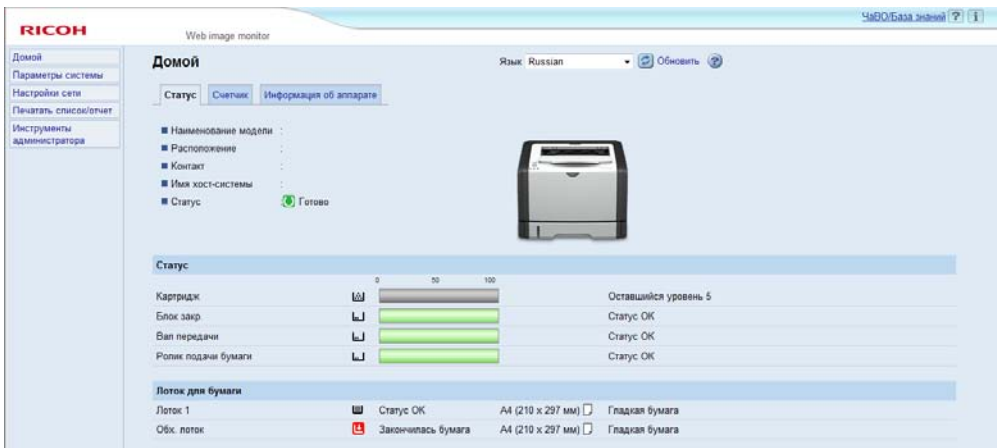 ЧаВО/База знаний
RICOH
Web image monitor
Домой
Параметры системы
Настройки сети
Печатать список/отчет
Инструменты
администратора
Домой
Язык Russian Обновить
Статус Счетчик Информация об аппарате
Наименование модели :
Расположение :
Контакт :
Имя хост-системы :
Статус : Готово
Статус
0 50 100
Картридж Оставшийся уровень 5
Блок закр. Статус OK
Вал передачи Статус OK
Ролик подачи бумаги Статус OK
Лоток для бумаги
Лоток 1 Статус OK A4 (210 x 297 мм) Гладкая бумага
Обх. лоток Закончилась бумага A4 (210 x 297 мм) Гладкая бумага